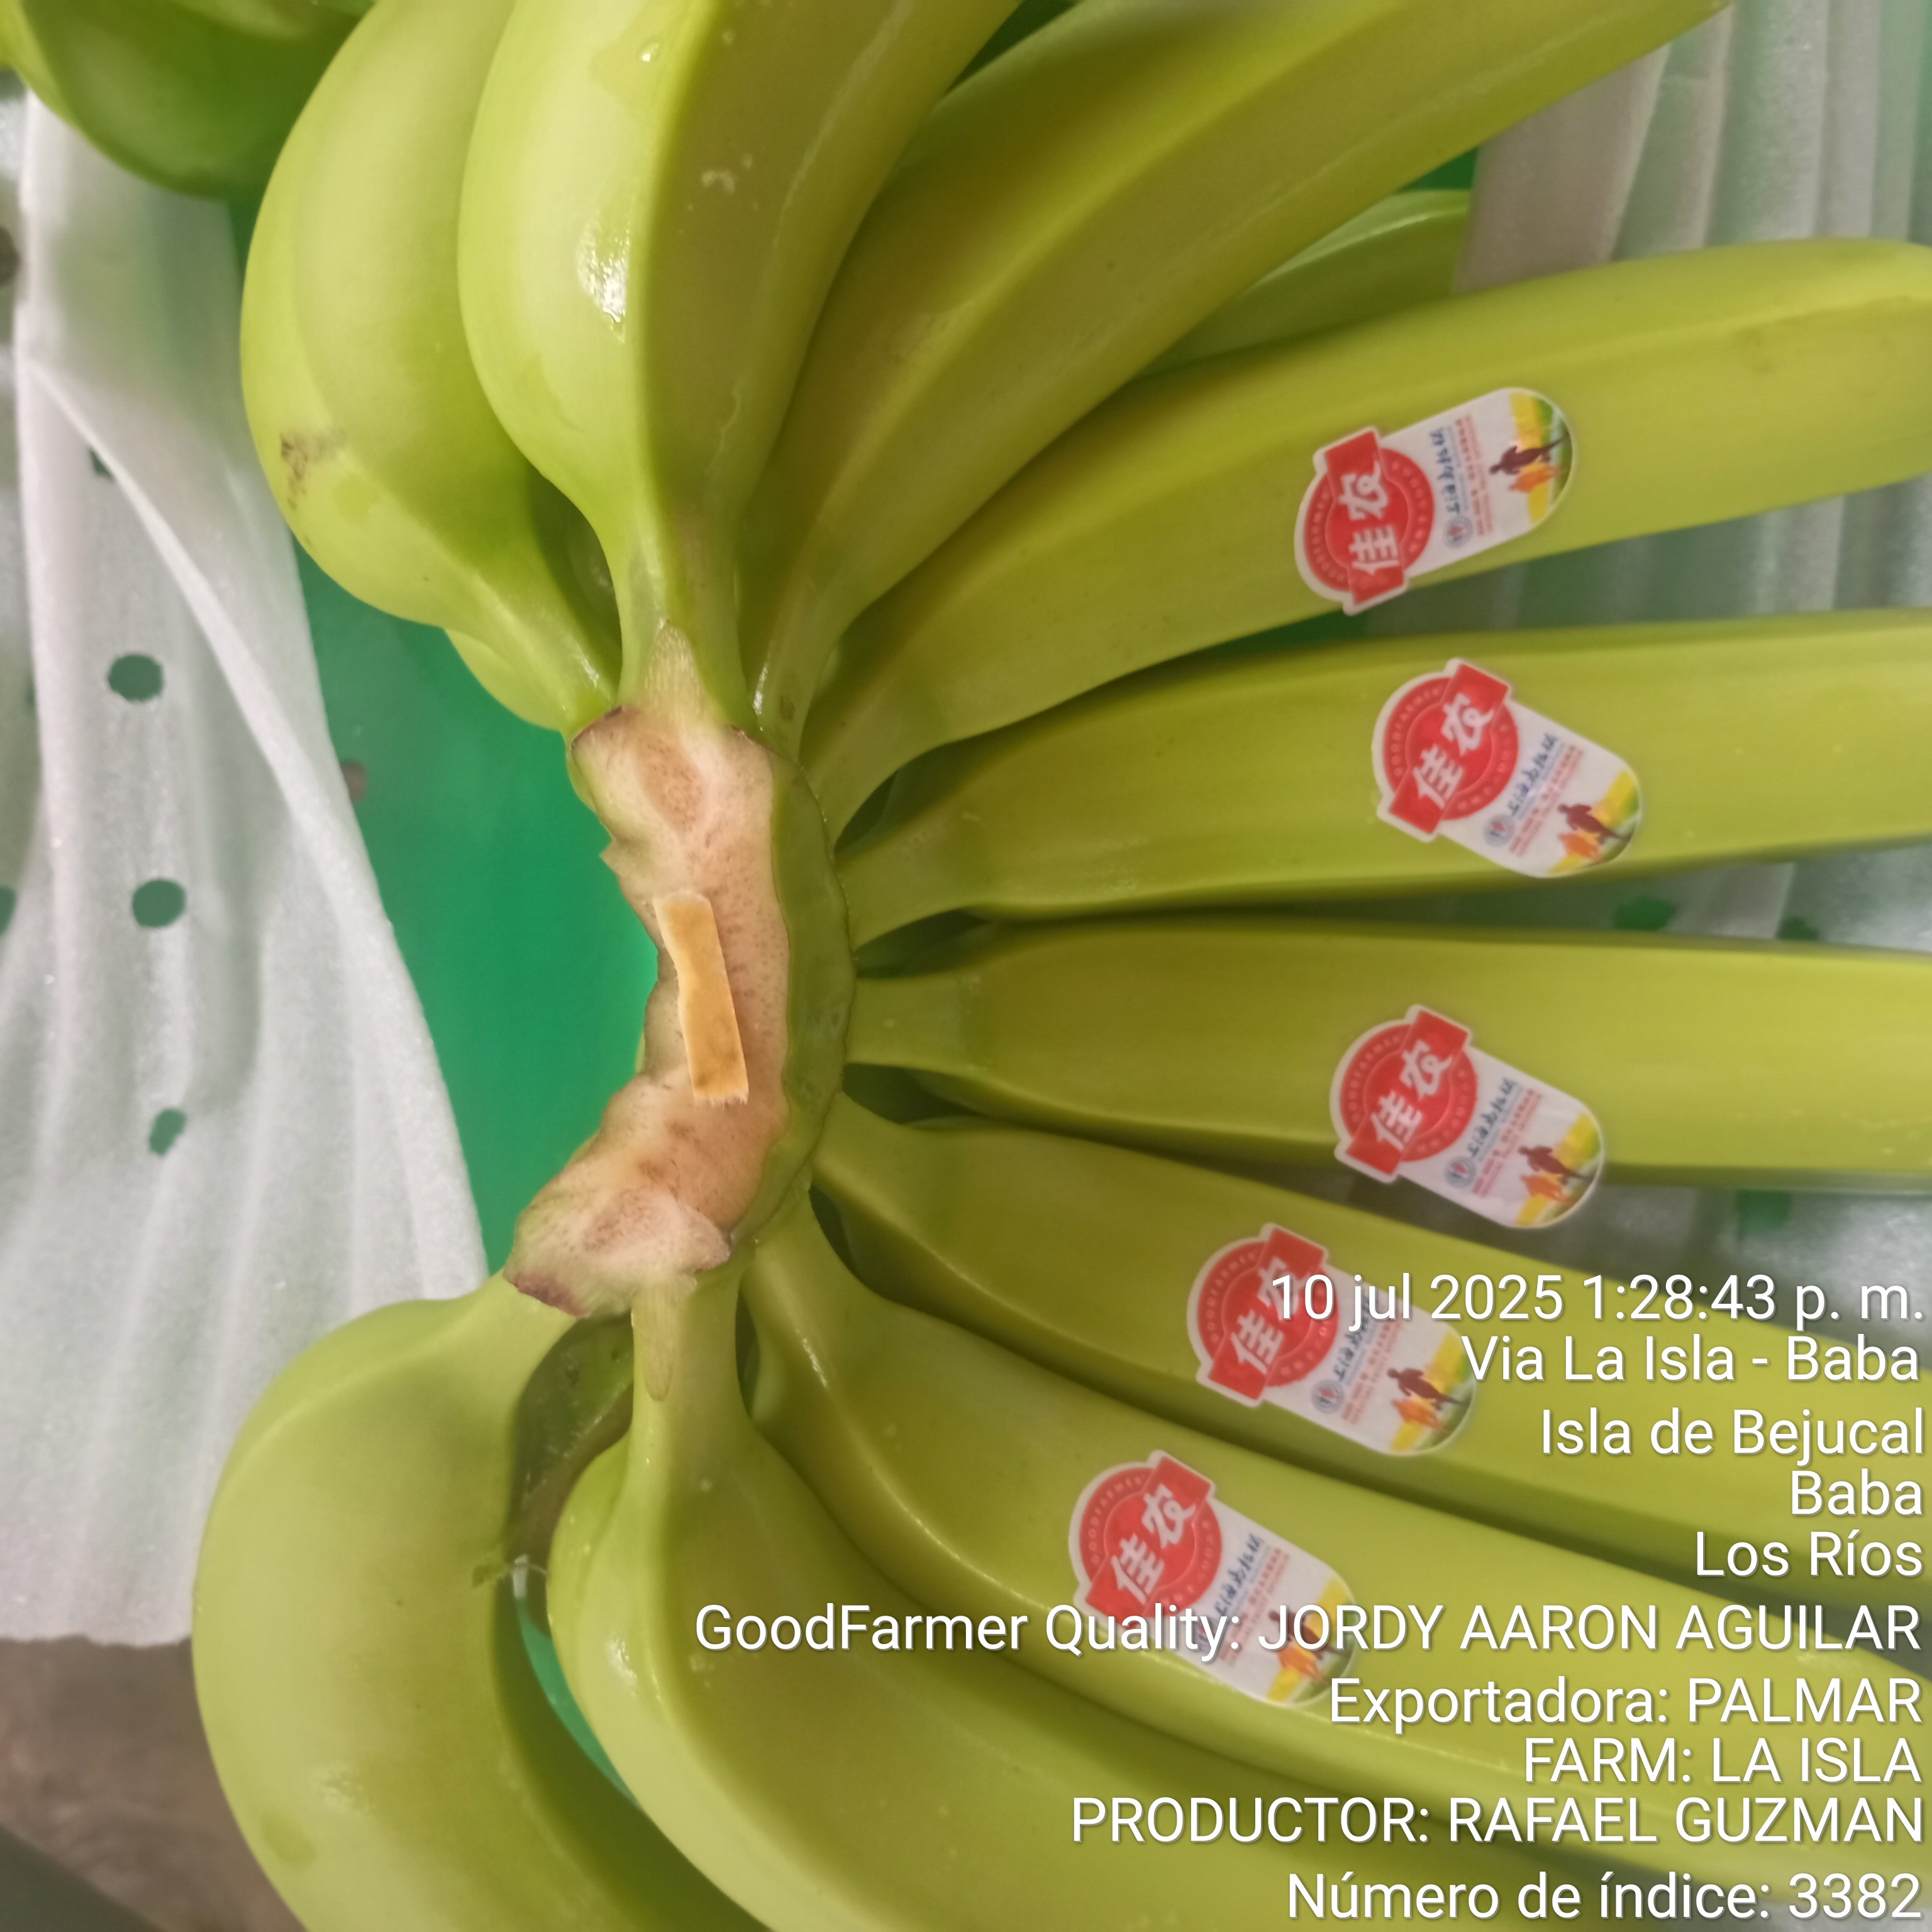 佳农
佳农
佳农
佳农
佳农
10 jul 2025 1:28:43 p. m.
Via La Isla - Baba
Isla de Bejucal
Baba
Los Ríos
GoodFarmer Quality: JORDY AARON AGUILAR
Exportadora: PALMAR
FARM: LA ISLA
PRODUCTOR: RAFAEL GUZMAN
Número de índice: 3382